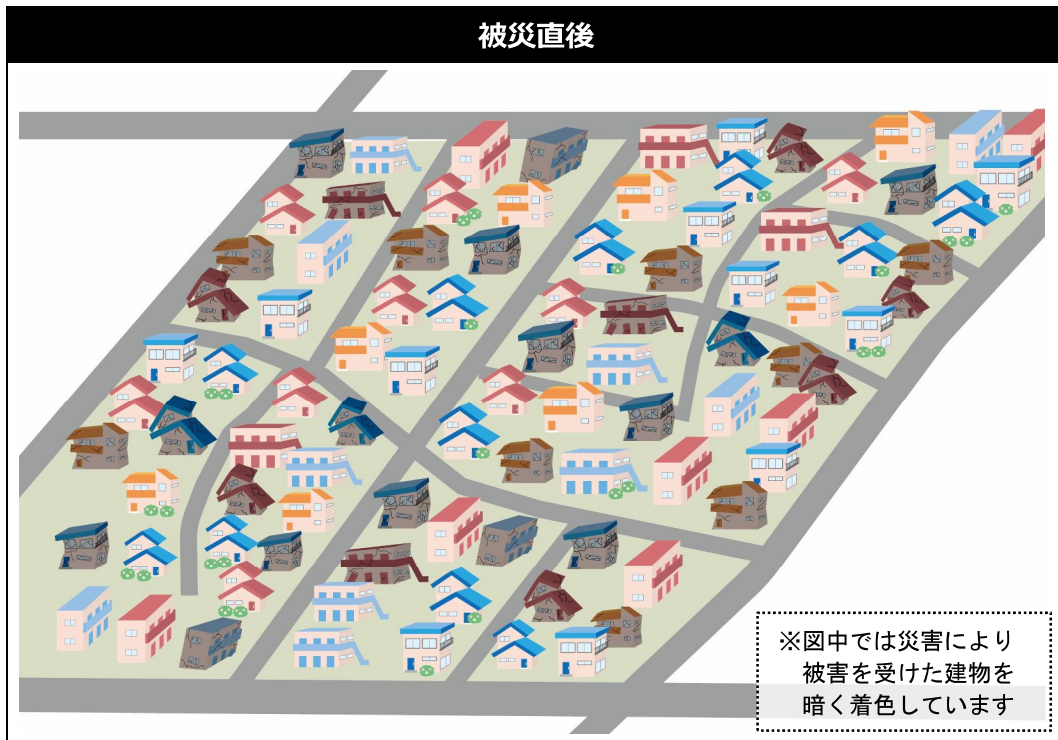 被災直後
※図中では災害により
被害を受けた建物を
暗く着色しています